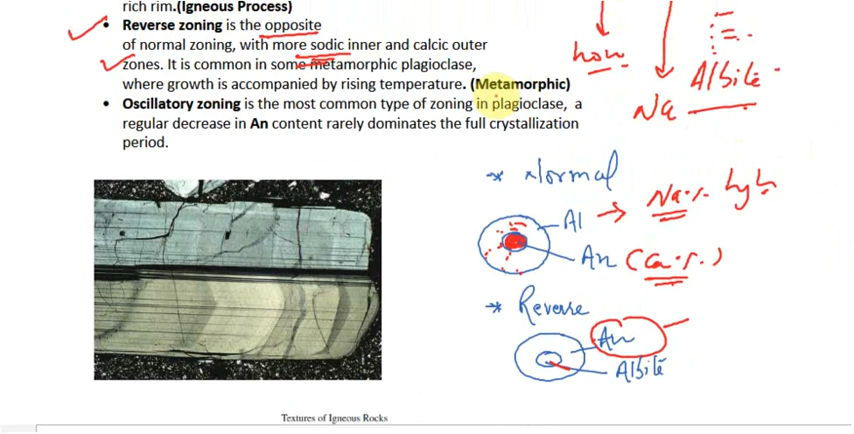 rich rim.(Igneous Process)
• Reverse zoning is the opposite
of normal zoning, with more sodic inner and calcic outer
zones. It is common in some metamorphic plagioclase,
where growth is accompanied by rising temperature. (Metamorphic)
• Oscillatory zoning is the most common type of zoning in plagioclase, a
regular decrease in An content rarely dominates the full crystallization
period.
how
Albite
Na
Normal
Al → Na·%· high
An (Ca·%·)
Reverse
An
Albite
Textures of Igneous Rocks